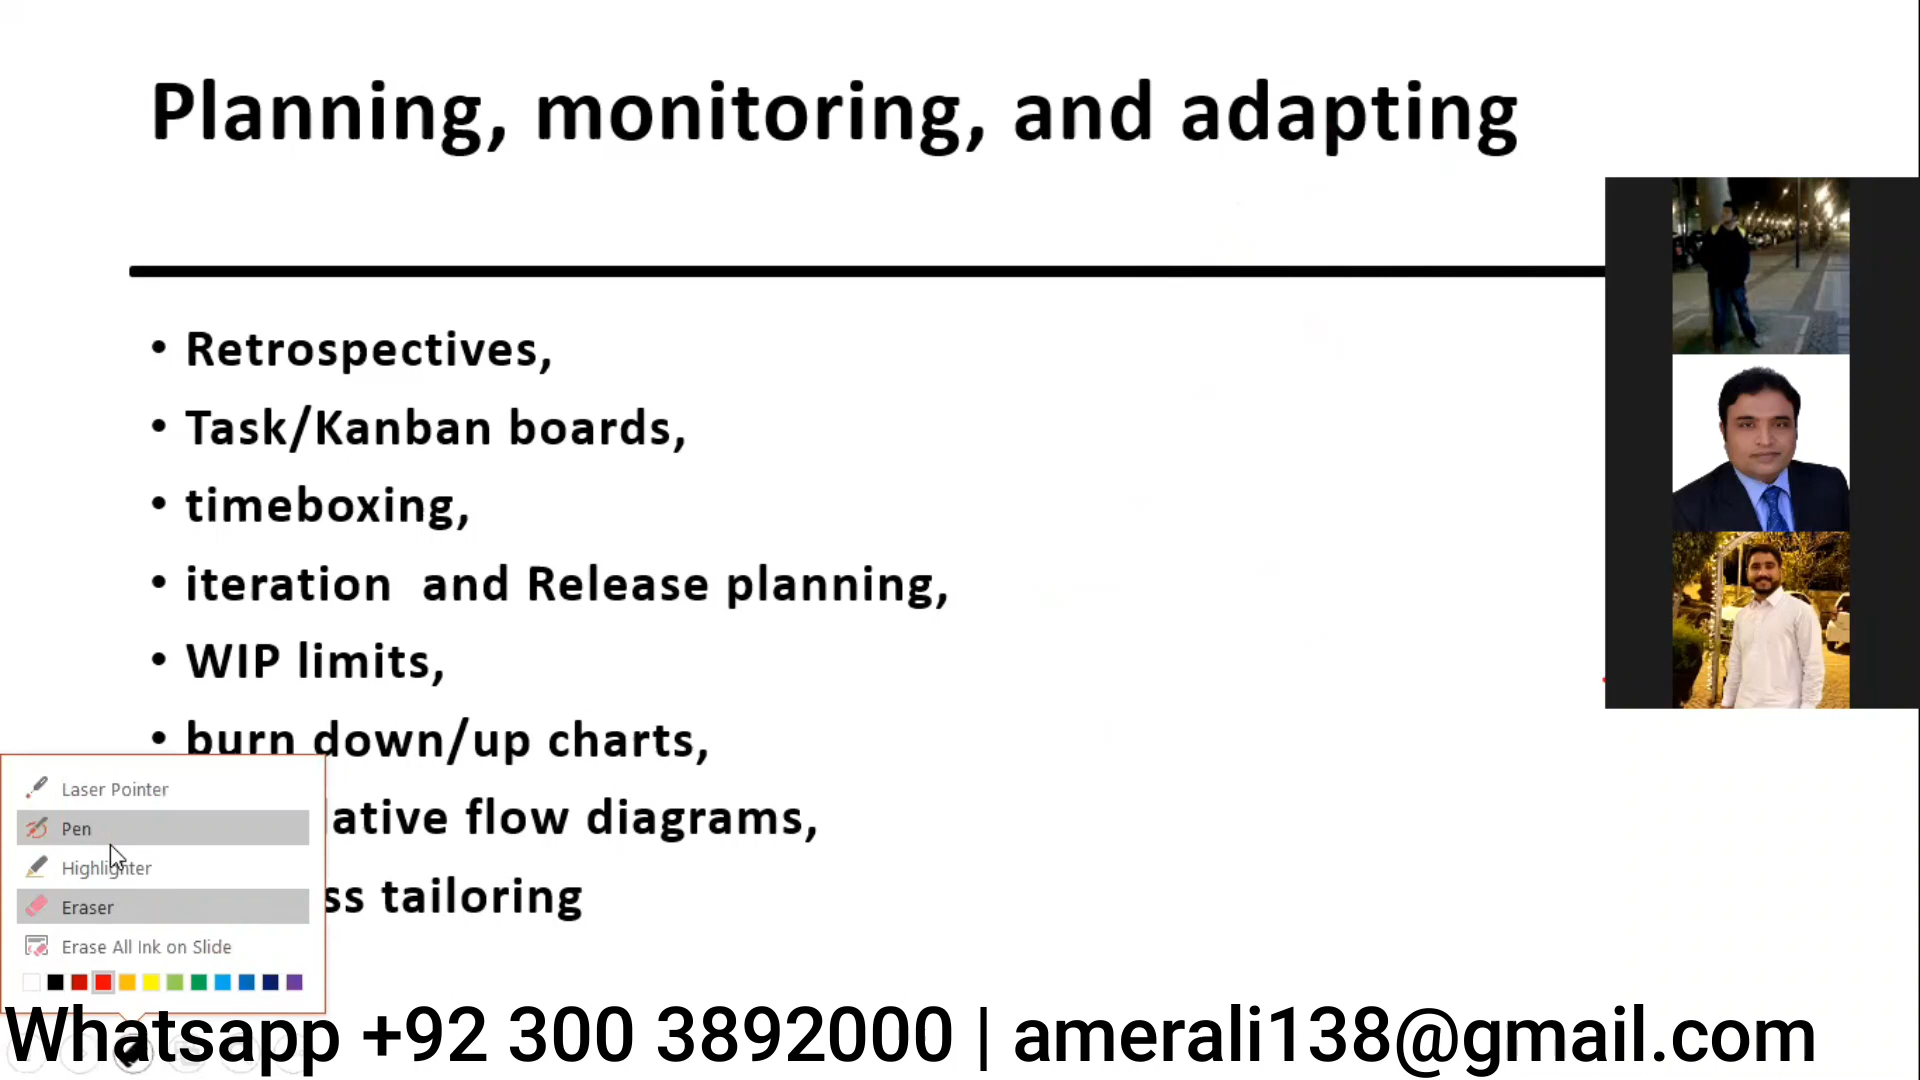 Planning, monitoring, and adapting
• Retrospectives,
• Task/Kanban boards,
• timeboxing,
• iteration and Release planning,
• WIP limits,
• burn down/up charts,
lative flow diagrams,
ss tailoring
Laser Pointer
Pen
Highlighter
Eraser
Erase All Ink on Slide
Whatsapp +92 300 3892000 | amerali138@gmail.com